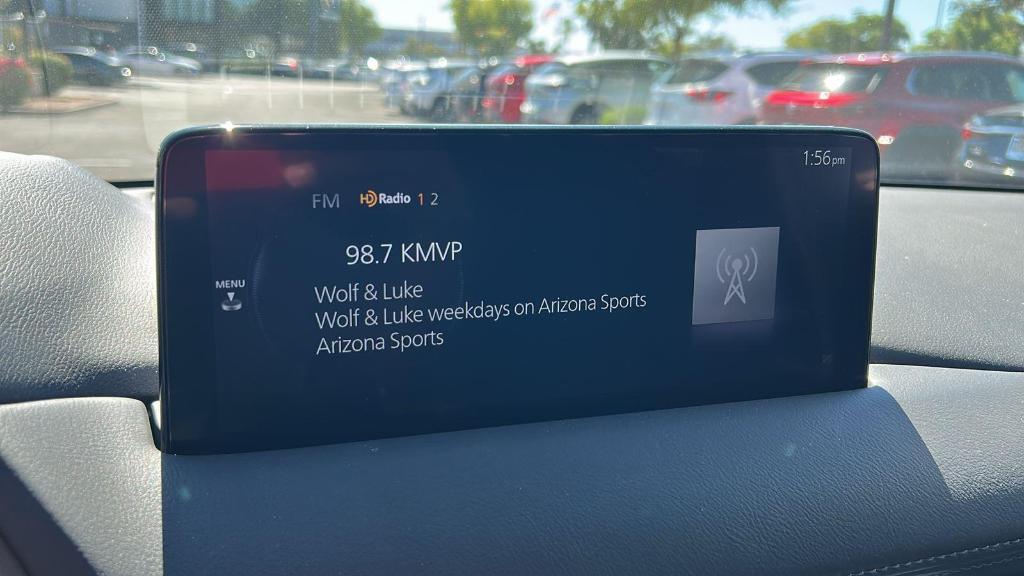 1:56pm
FM HD Radio 1 2
98.7 KMVP
MENU
Wolf & Luke
Wolf & Luke weekdays on Arizona Sports
Arizona Sports